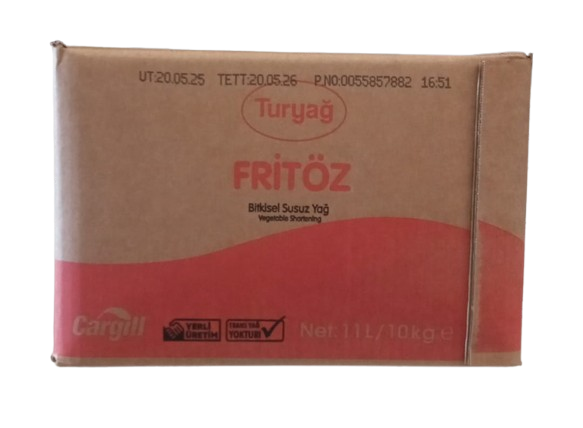 UT:20.05.25 TETT:20.05.26 P.NO:0055857882 16:51
Turyağ
FRİTÖZ
Bitkisel Susuz Yağ
Vegetable Shortening
Cargill
YERLİ
ÜRETİM
TRANS YAĞ
YOKTUR
Net:11L/10kg e